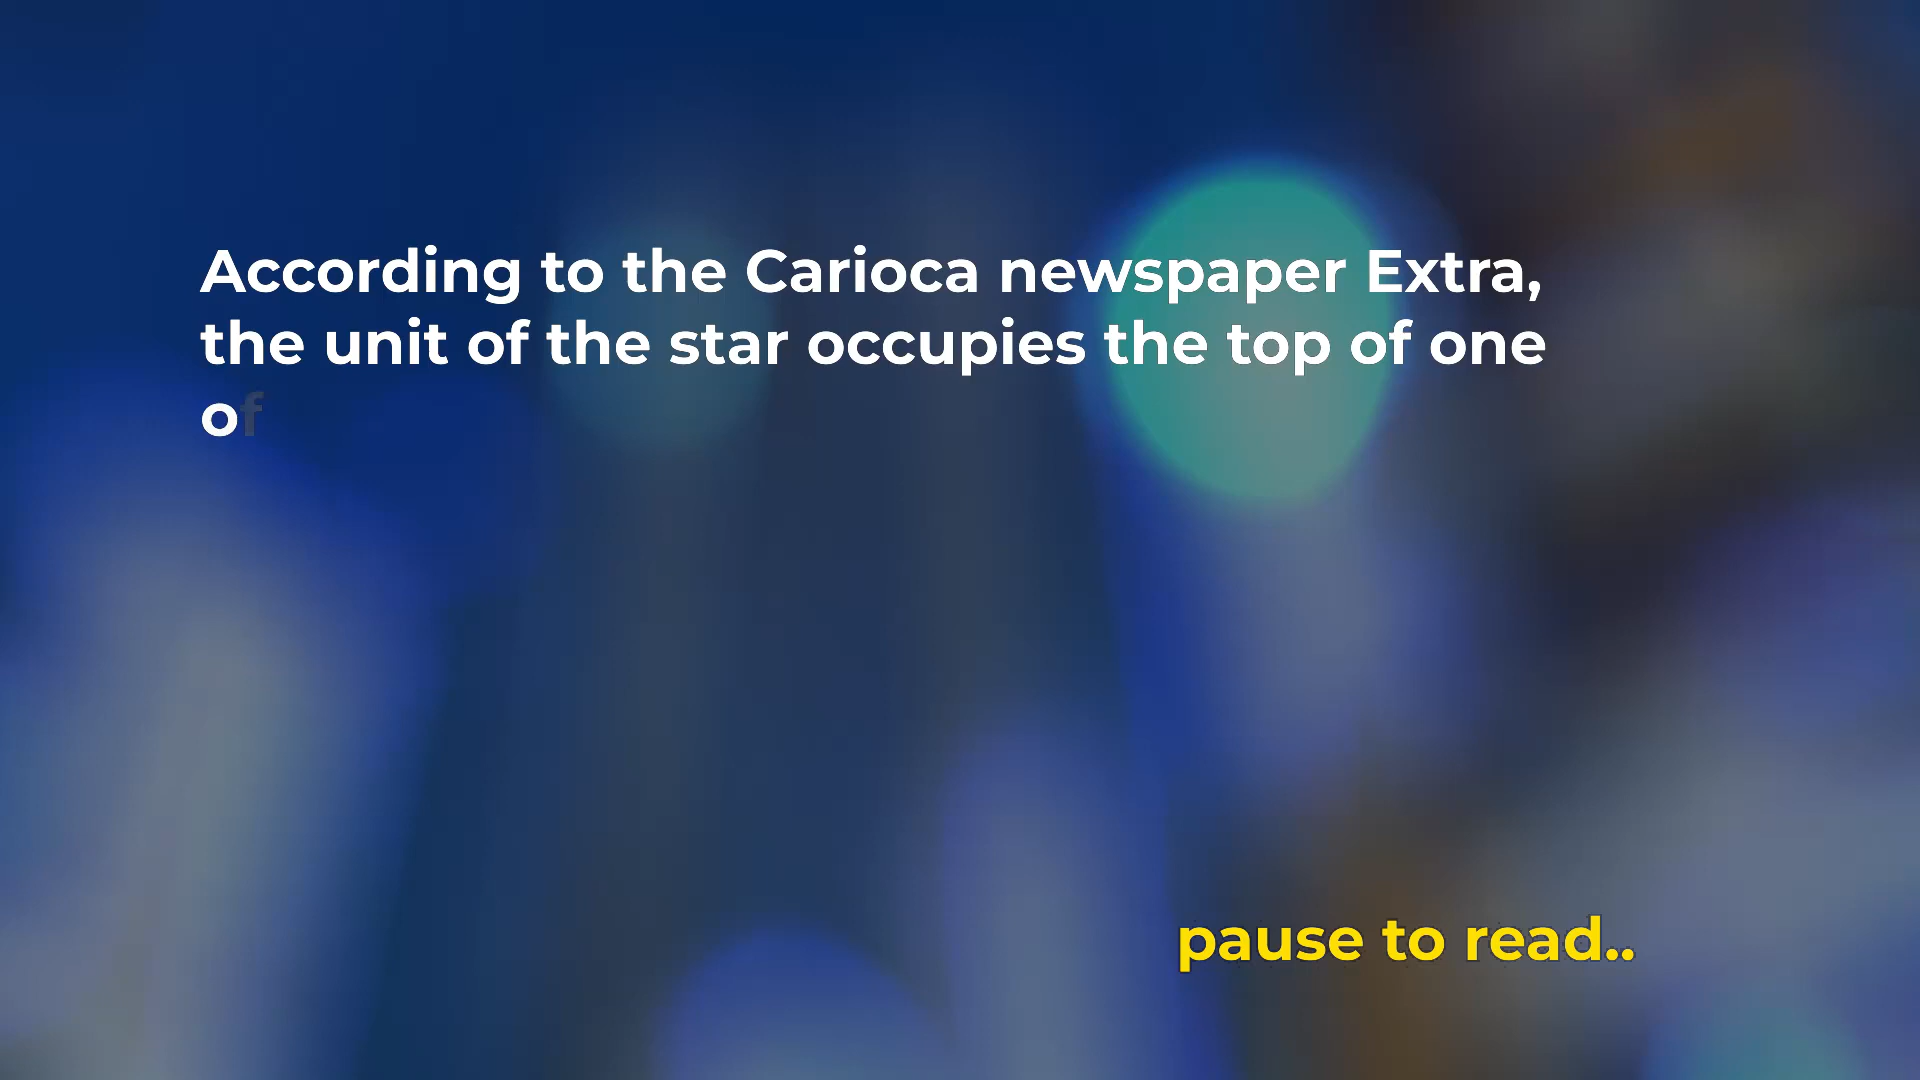 According to the Carioca newspaper Extra,
the unit of the star occupies the top of one
of
pause to read..